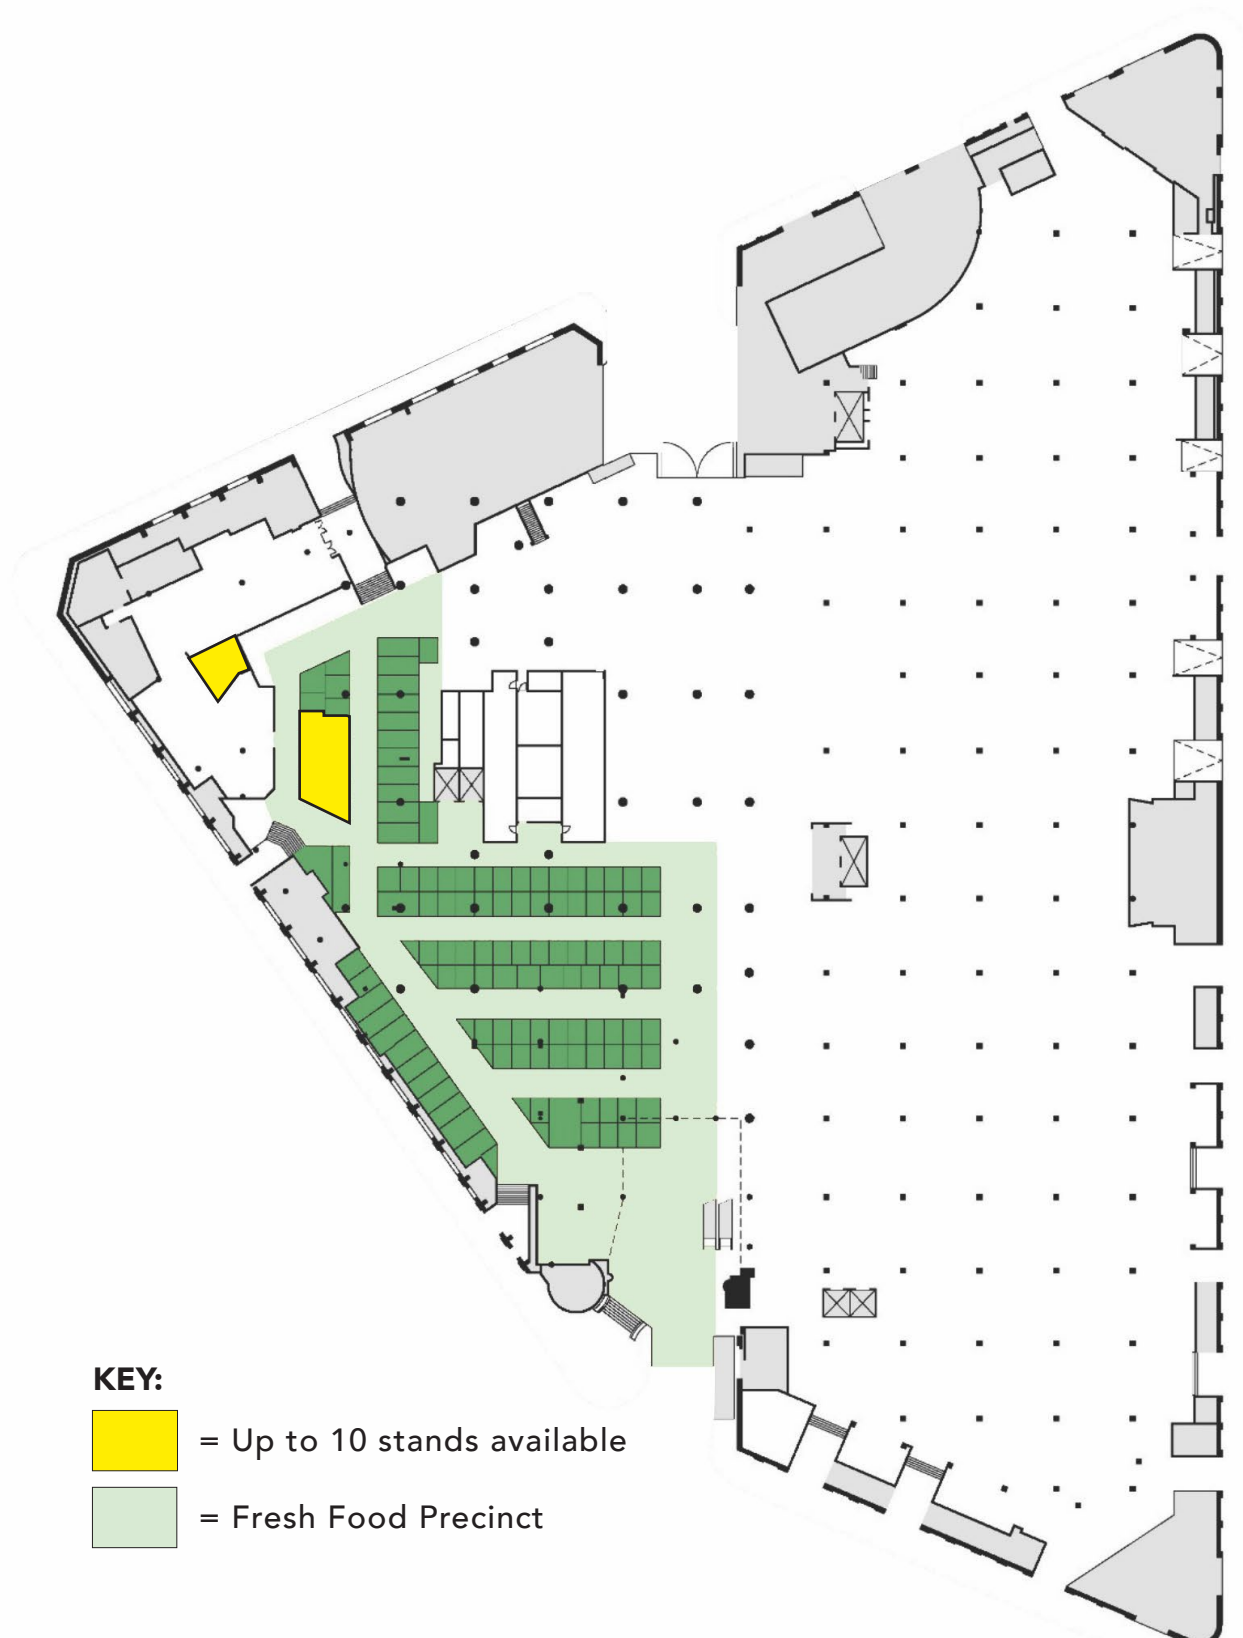 KEY:
= Up to 10 stands available
= Fresh Food Precinct